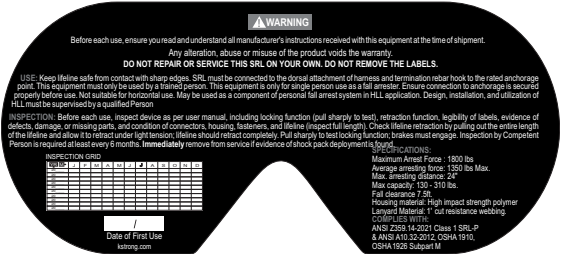 WARNING
Before each use, ensure you read and understand all manufacturer's instructions received with this equipment at the time of shipment.
Any alteration, abuse or misuse of the product voids the warranty.
DO NOT REPAIR OR SERVICE THIS SRL ON YOUR OWN. DO NOT REMOVE THE LABELS.
USE: Keep lifeline safe from contact with sharp edges. SRL must be connected to the dorsal attachment of harness and termination rebar hook to the rated anchorage
point. This equipment must only be used by a trained person. This equipment is only for single person use as a fall arrester. Ensure connection to anchorage is secured
properly before use. Not suitable for horizontal use. May be used as a component of personal fall arrest system in HLL application. Design, installation, and utilization of
HLL must be supervised by a qualified Person
INSPECTION: Before each use, inspect device as per user manual, including locking function (pull sharply to test), retraction function, legibility of labels, evidence of
defects, damage, or missing parts, and condition of connectors, housing, fasteners, and lifeline (inspect full length). Check lifeline retraction by pulling out the entire length
of the lifeline and allow it to retract under light tension; lifeline should retract completely. Pull sharply to test locking function; brakes must engage. Inspection by Competent
Person is required at least every 6 months. Immediately remove from service if evidence of shock pack deployment is found.
INSPECTION GRID
J F M A M J J A S O N D
/
Date of First Use
kstrong.com
SPECIFICATIONS:
Maximum Arrest Force : 1800 lbs
Average arresting force: 1350 lbs Max.
Max. arresting distance: 24"
Max capacity: 130 - 310 lbs.
Fall clearance 7.5ft.
Housing material: High impact strength polymer
Lanyard Material: 1' cut resistance webbing.
COMPLIES WITH:
ANSI Z359.14-2021 Class 1 SRL-P
& ANSI A10.32-2012, OSHA 1910,
OSHA 1926 Subpart M